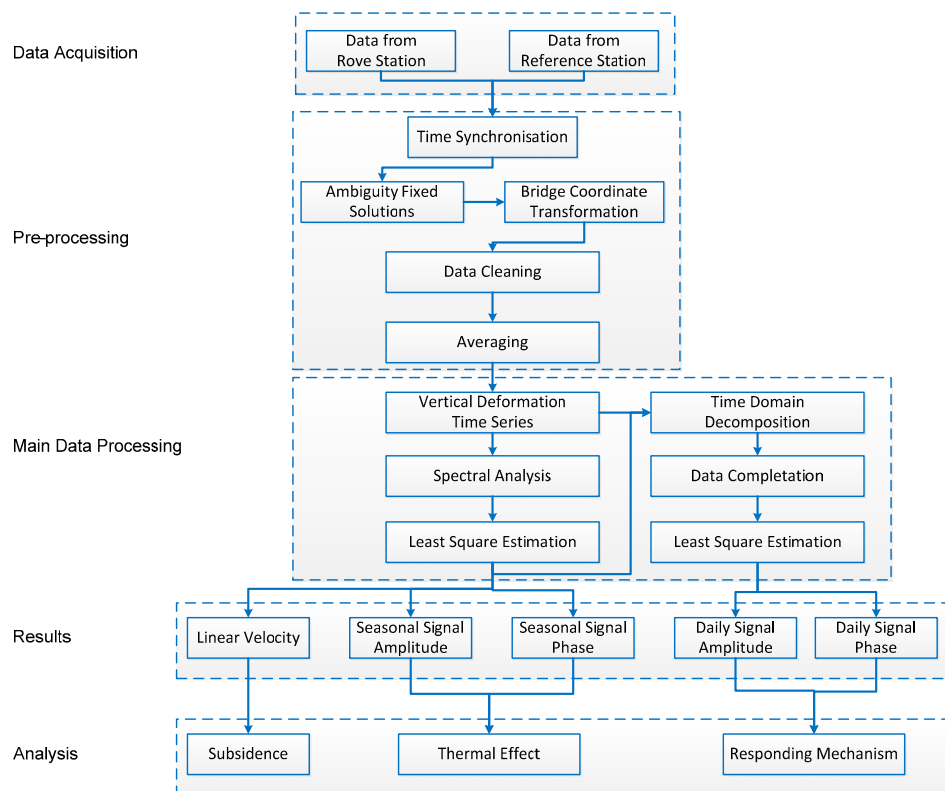 Data Acquisition
Data from
Rove Station
Data from
Reference Station
Pre-processing
Time Synchronisation
Ambiguity Fixed
Solutions
Bridge Coordinate
Transformation
Data Cleaning
Averaging
Main Data Processing
Vertical Deformation
Time Series
Time Domain
Decomposition
Spectral Analysis
Data Completation
Least Square Estimation
Least Square Estimation
Results
Linear Velocity
Seasonal Signal
Amplitude
Seasonal Signal
Phase
Daily Signal
Amplitude
Daily Signal
Phase
Analysis
Subsidence
Thermal Effect
Responding Mechanism